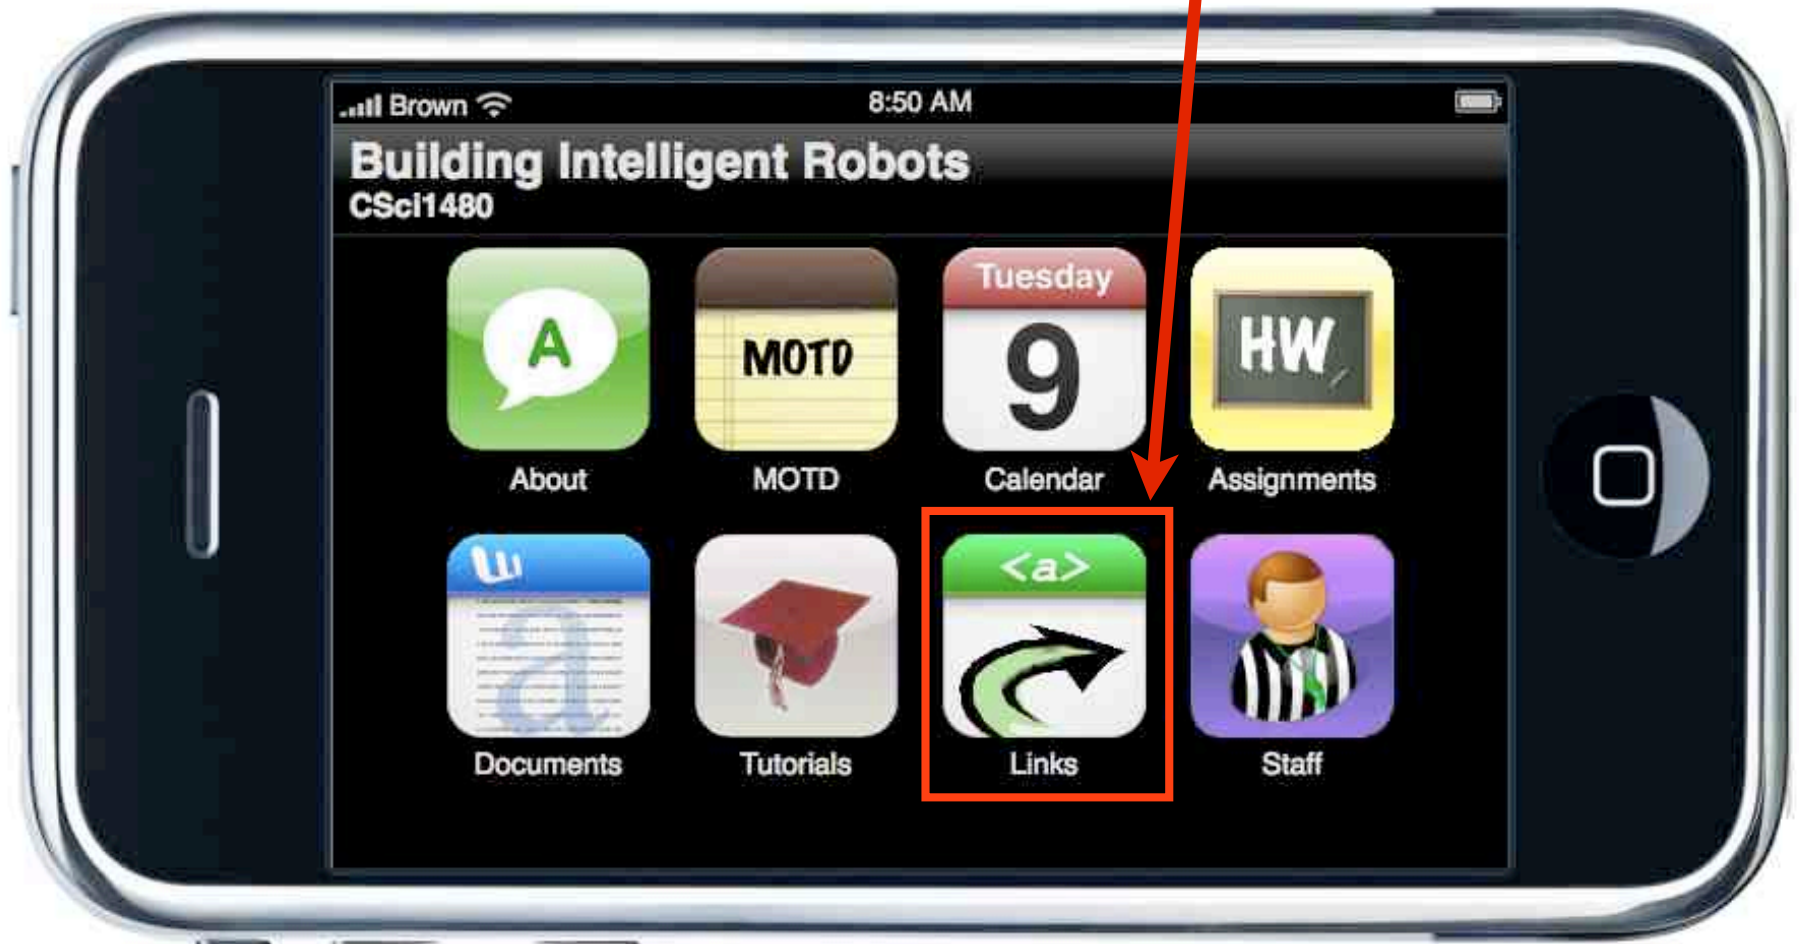 Brown 8:50 AM
Building Intelligent Robots
CSci1480
A
MOTD
Tuesday
9
HW
About MOTD Calendar Assignments
W
a
<a>
Documents Tutorials Links Staff